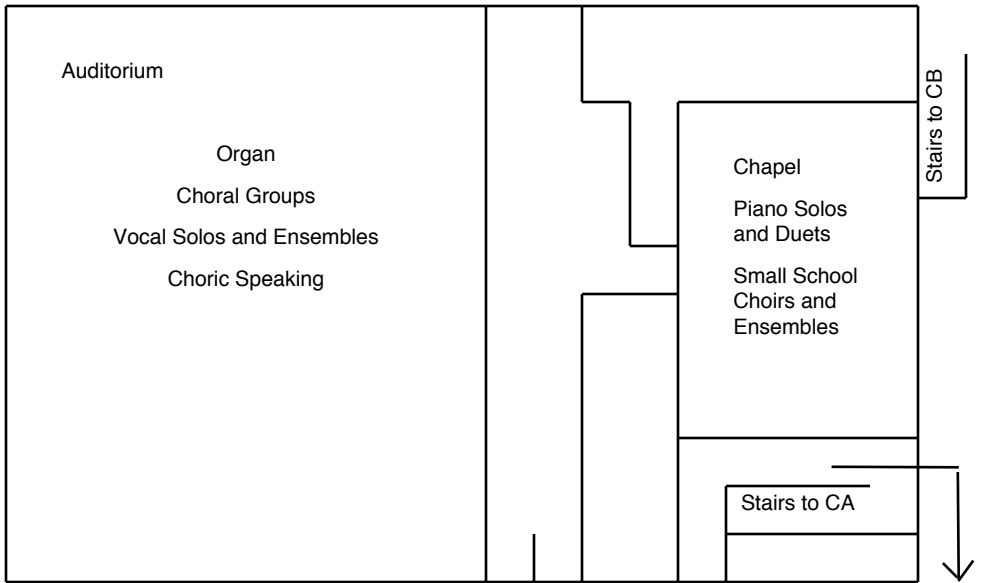 Auditorium
Organ
Choral Groups
Vocal Solos and Ensembles
Choric Speaking
Chapel
Piano Solos
and Duets
Small School
Choirs and
Ensembles
Stairs to CB
Stairs to CA